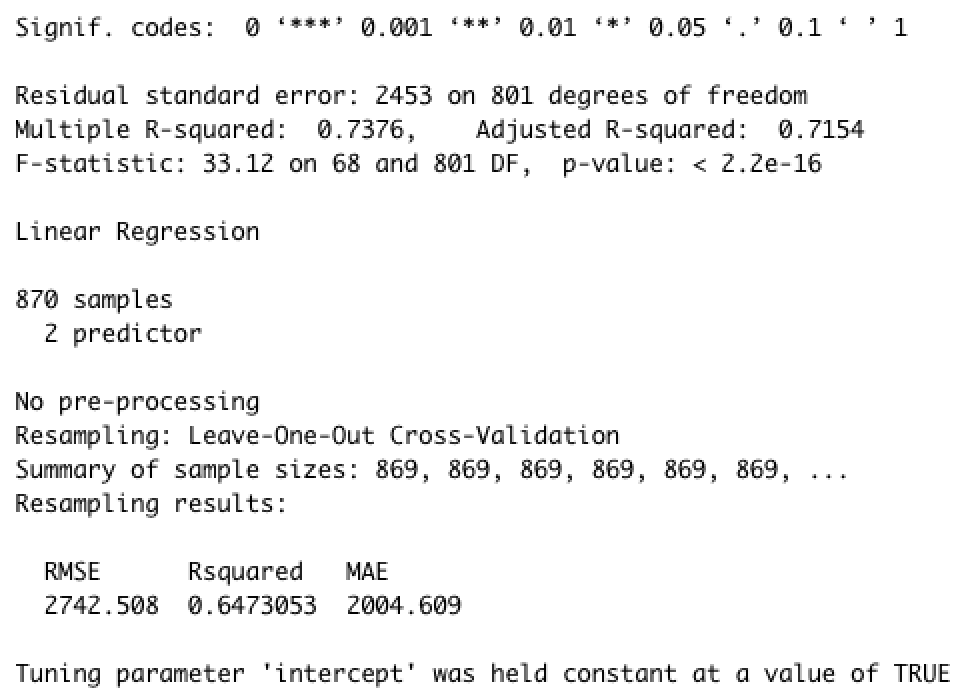 Signif. codes:  0 ‘***’ 0.001 ‘**’ 0.01 ‘*’ 0.05 ‘.’ 0.1 ‘ ’ 1
Residual standard error: 2453 on 801 degrees of freedom
Multiple R-squared:  0.7376,    Adjusted R-squared:  0.7154
F-statistic: 33.12 on 68 and 801 DF,  p-value: < 2.2e-16
Linear Regression
870 samples
2 predictor
No pre-processing
Resampling: Leave-One-Out Cross-Validation
Summary of sample sizes: 869, 869, 869, 869, 869, 869, ...
Resampling results:
RMSE      Rsquared   MAE
2742.508  0.6473053  2004.609
Tuning parameter 'intercept' was held constant at a value of TRUE